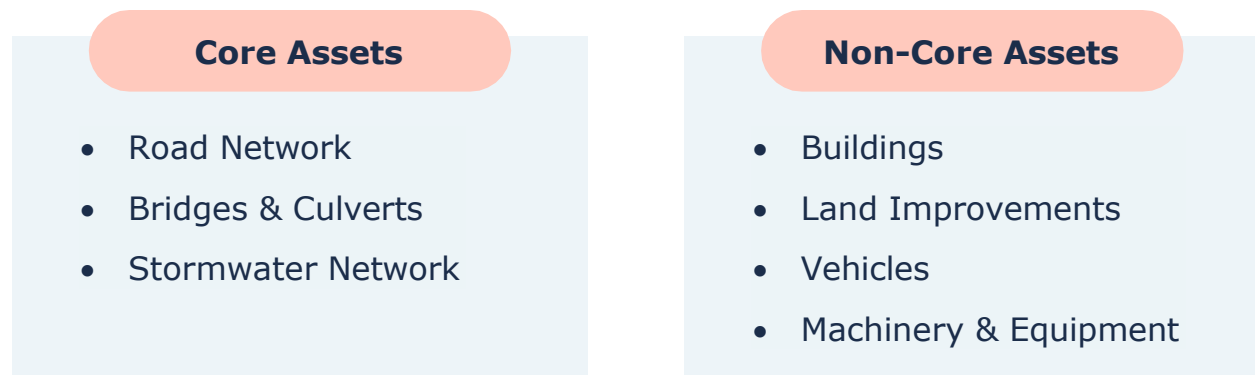 Core Assets
• Road Network
• Bridges & Culverts
• Stormwater Network
Non-Core Assets
• Buildings
• Land Improvements
• Vehicles
• Machinery & Equipment